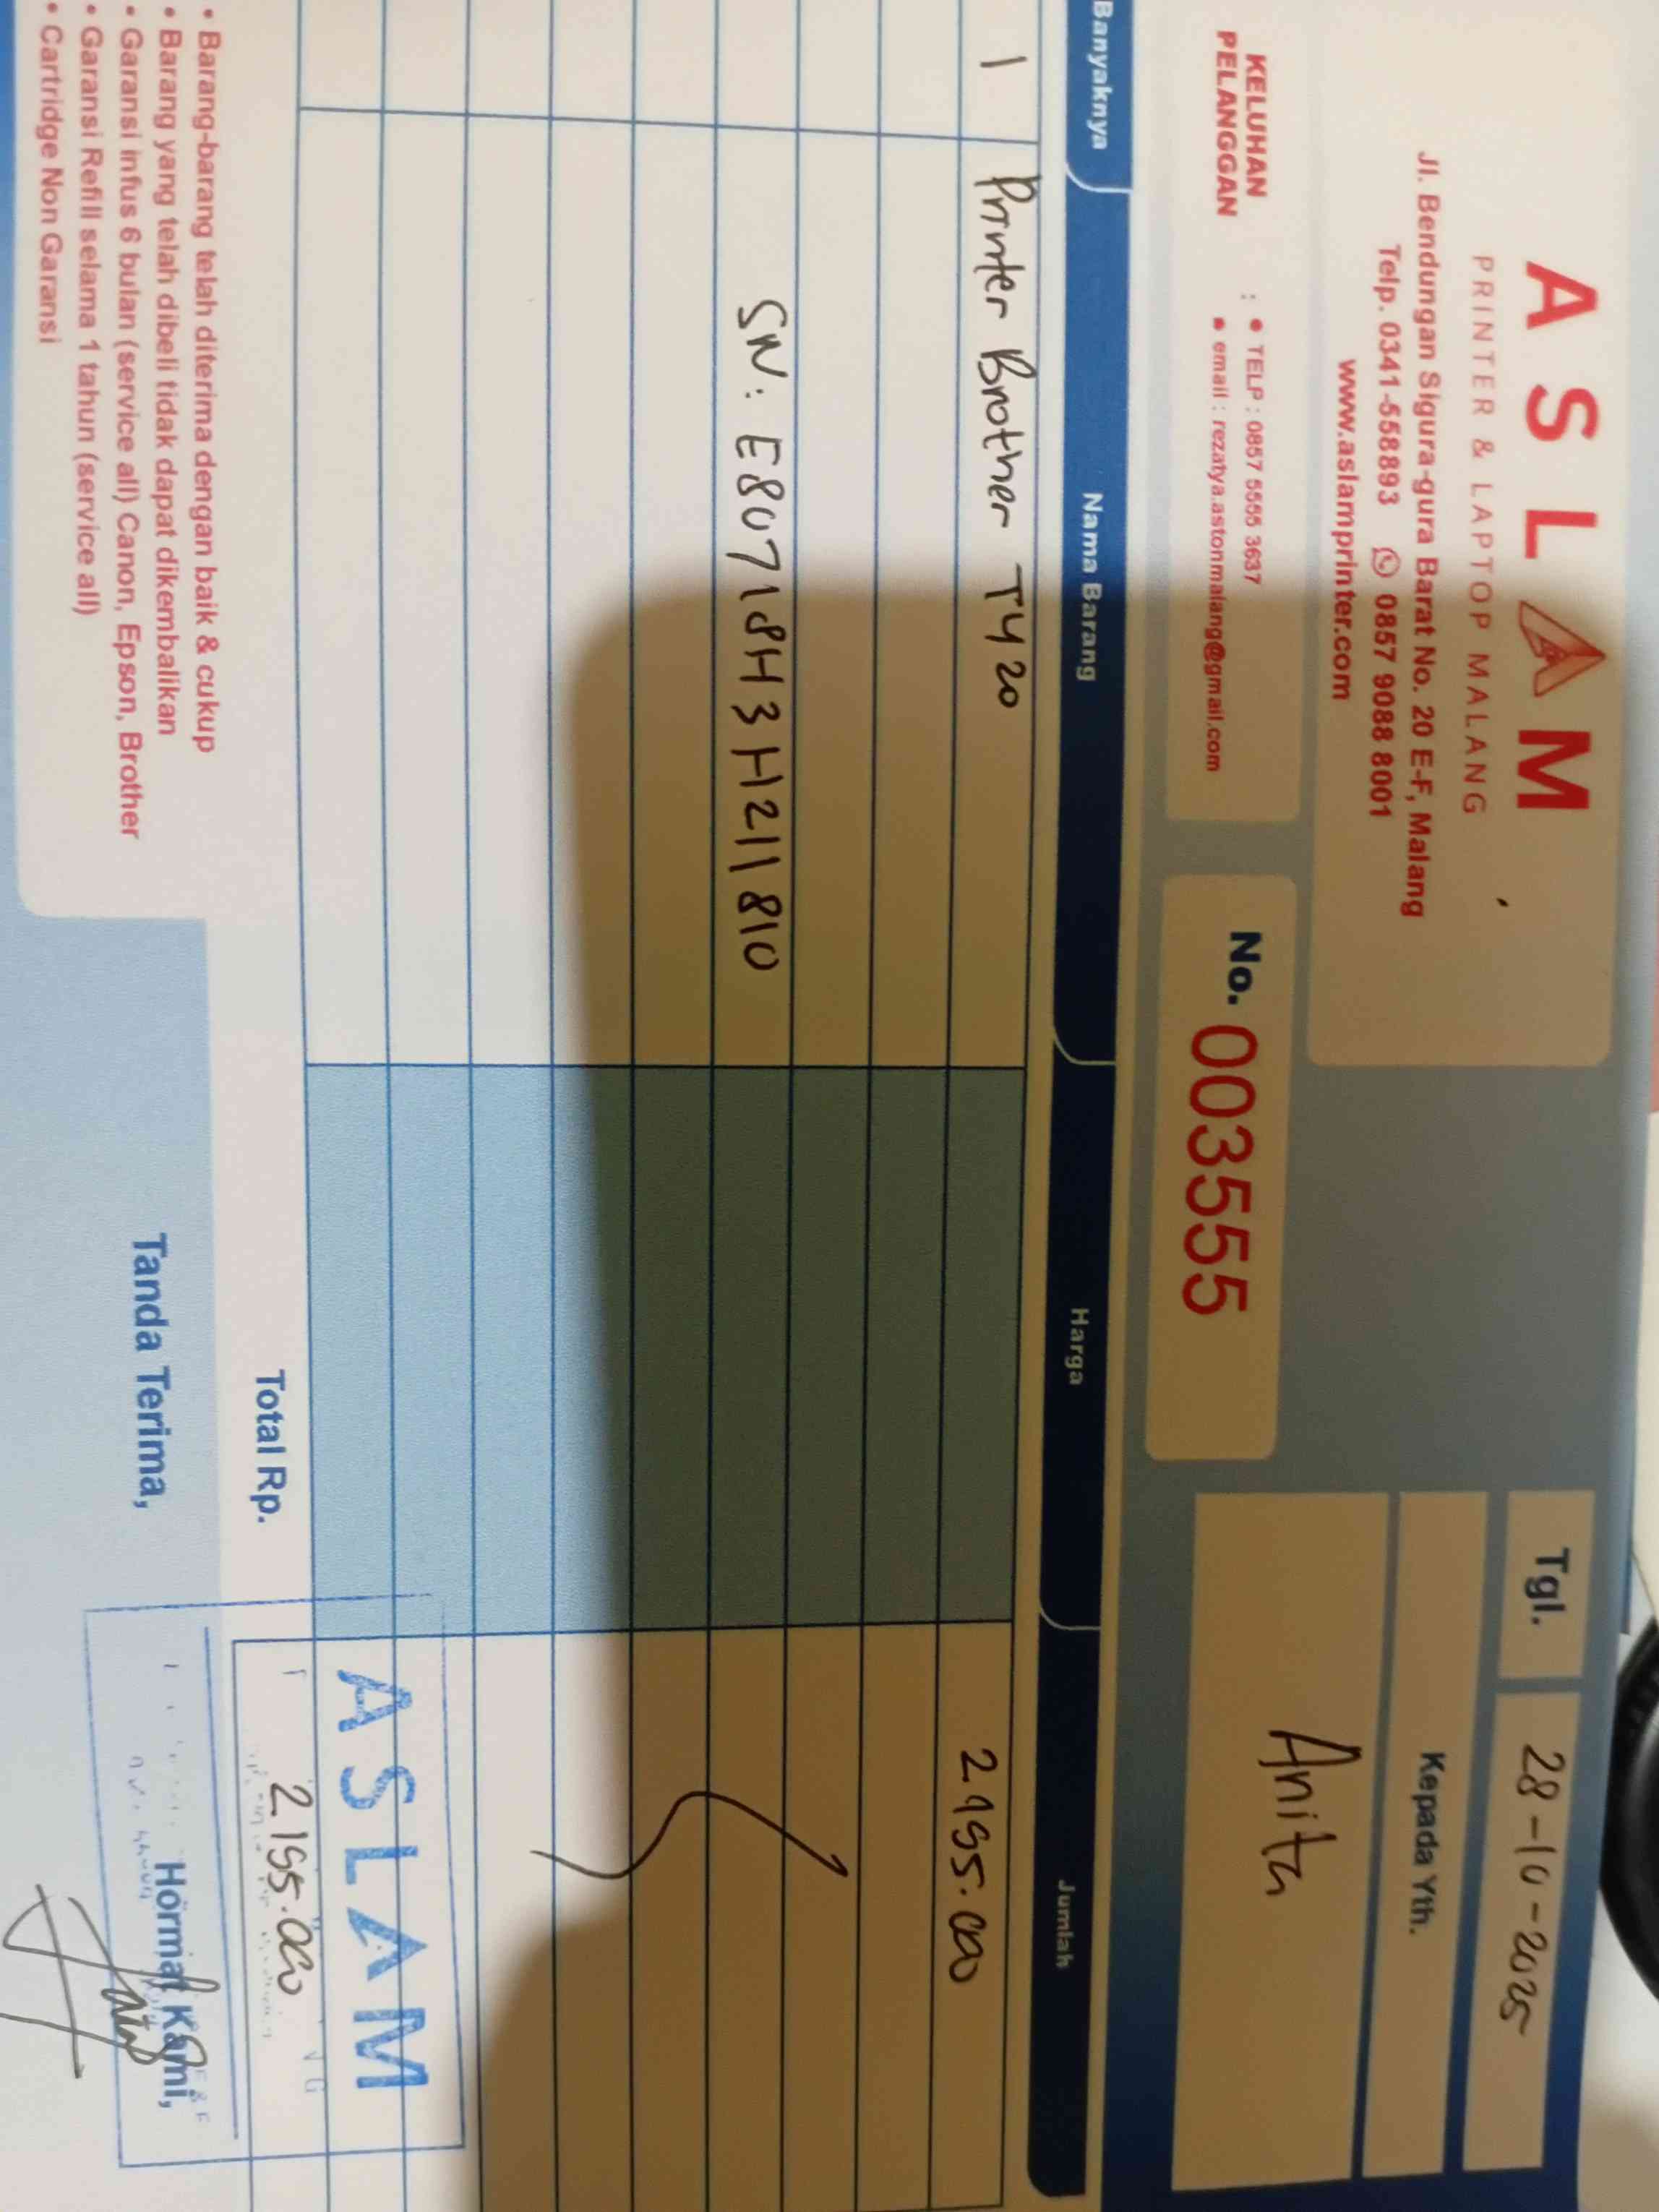 ASLAM
PRINTER & LAPTOP MALANG
Jl. Bendungan Sigura-gura Barat No. 20 E-F, Malang
Telp. 0341-558893 0857 9088 8001
www.aslamprinter.com
Tgl. 28-10-2025
Kepada Yth.
Anita
KELUHAN PELANGGAN : • TELP : 0857 5555 3637
• email : rezatya.astonmalang@gmail.com
No. 003555
Banyaknya Nama Barang Harga Jumlah
1 Printer Brother T420 2.195.000
SN: E80718H3H211810
ASLAM
Total Rp. 2.195.000
• Barang-barang telah diterima dengan baik & cukup
• Barang yang telah dibeli tidak dapat dikembalikan
• Garansi infus 6 bulan (service all) Canon, Epson, Brother
• Garansi Refill selama 1 tahun (service all)
• Cartridge Non Garansi
Tanda Terima,
Hormat Kami,